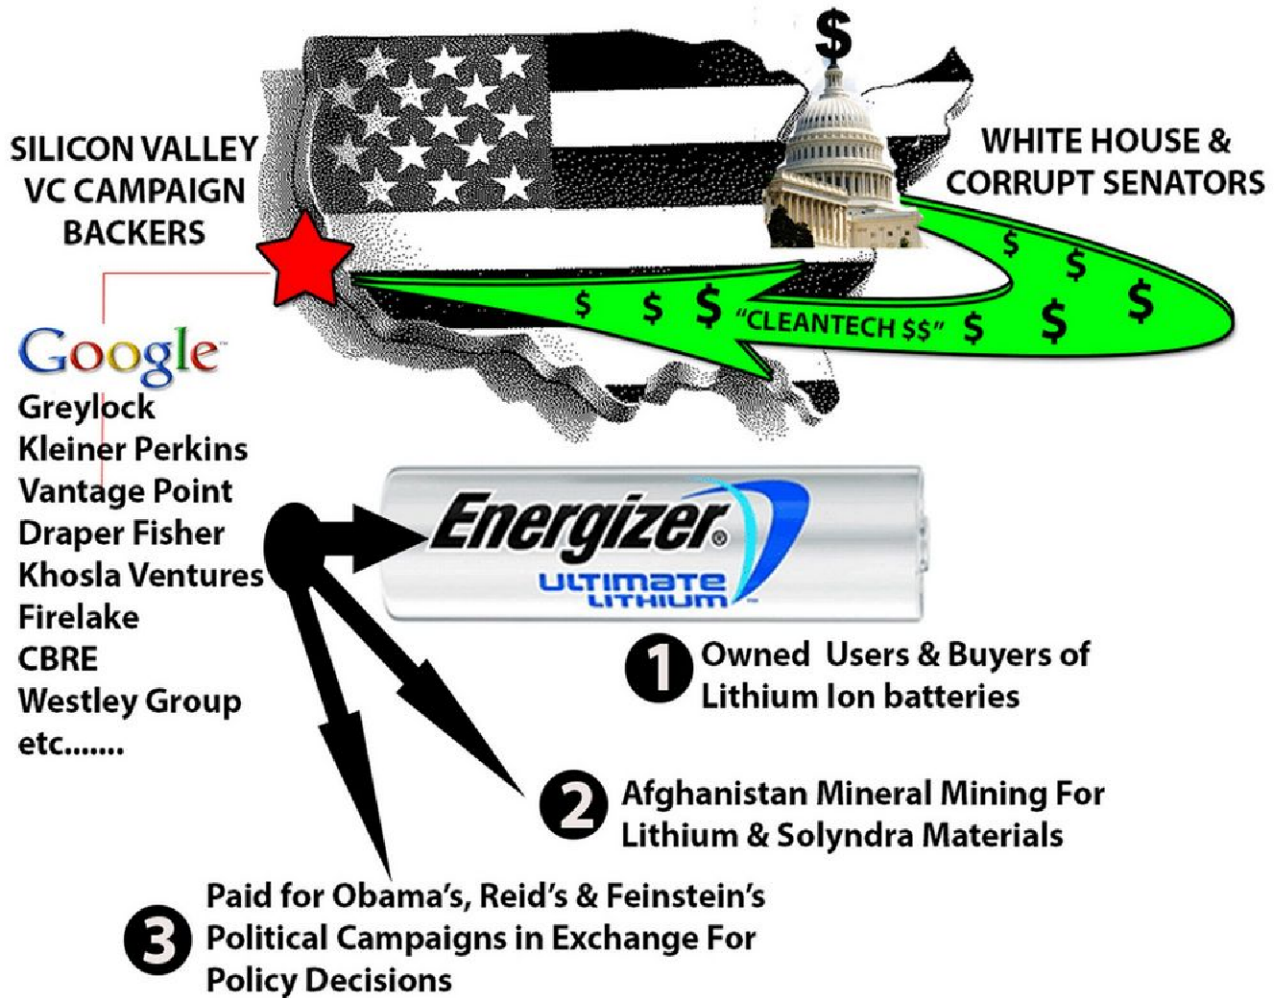 $
SILICON VALLEY
VC CAMPAIGN
BACKERS
WHITE HOUSE &
CORRUPT SENATORS
$ $ $ "CLEANTECH $$" $ $ $ $ $
Google™
Greylock
Kleiner Perkins
Vantage Point
Draper Fisher
Khosla Ventures
Firelake
CBRE
Westley Group
etc.......
Energizer®
ULTIMATE
LITHIUM™
1 Owned Users & Buyers of
Lithium Ion batteries
2 Afghanistan Mineral Mining For
Lithium & Solyndra Materials
3 Paid for Obama's, Reid's & Feinstein's
Political Campaigns in Exchange For
Policy Decisions